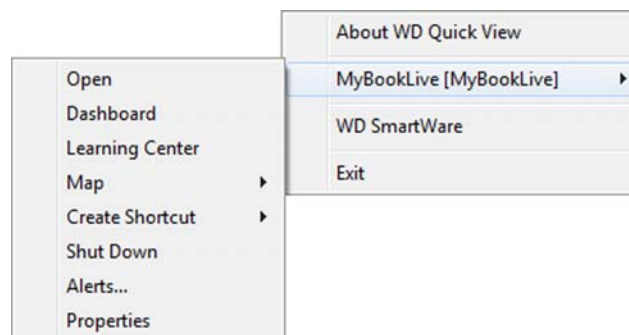 About WD Quick View
MyBookLive [MyBookLive]
WD SmartWare
Exit
Open
Dashboard
Learning Center
Map
Create Shortcut
Shut Down
Alerts...
Properties